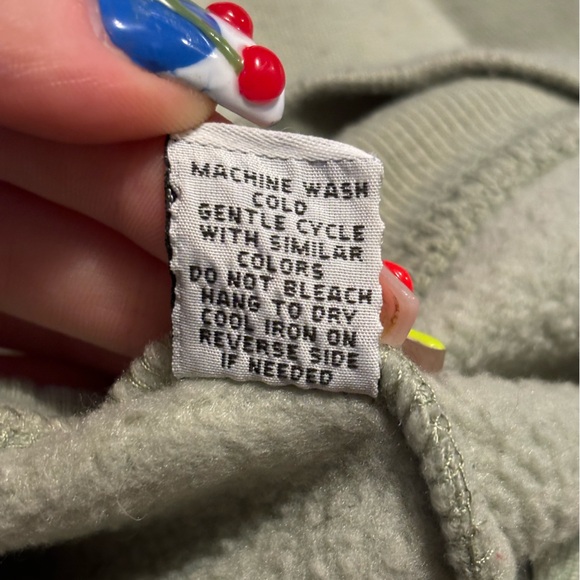 MACHINE WASH
COLD
GENTLE CYCLE
WITH SIMILAR
COLORS
DO NOT BLEACH
HANG TO DRY
COOL IRON ON
REVERSE SIDE
IF NEEDED